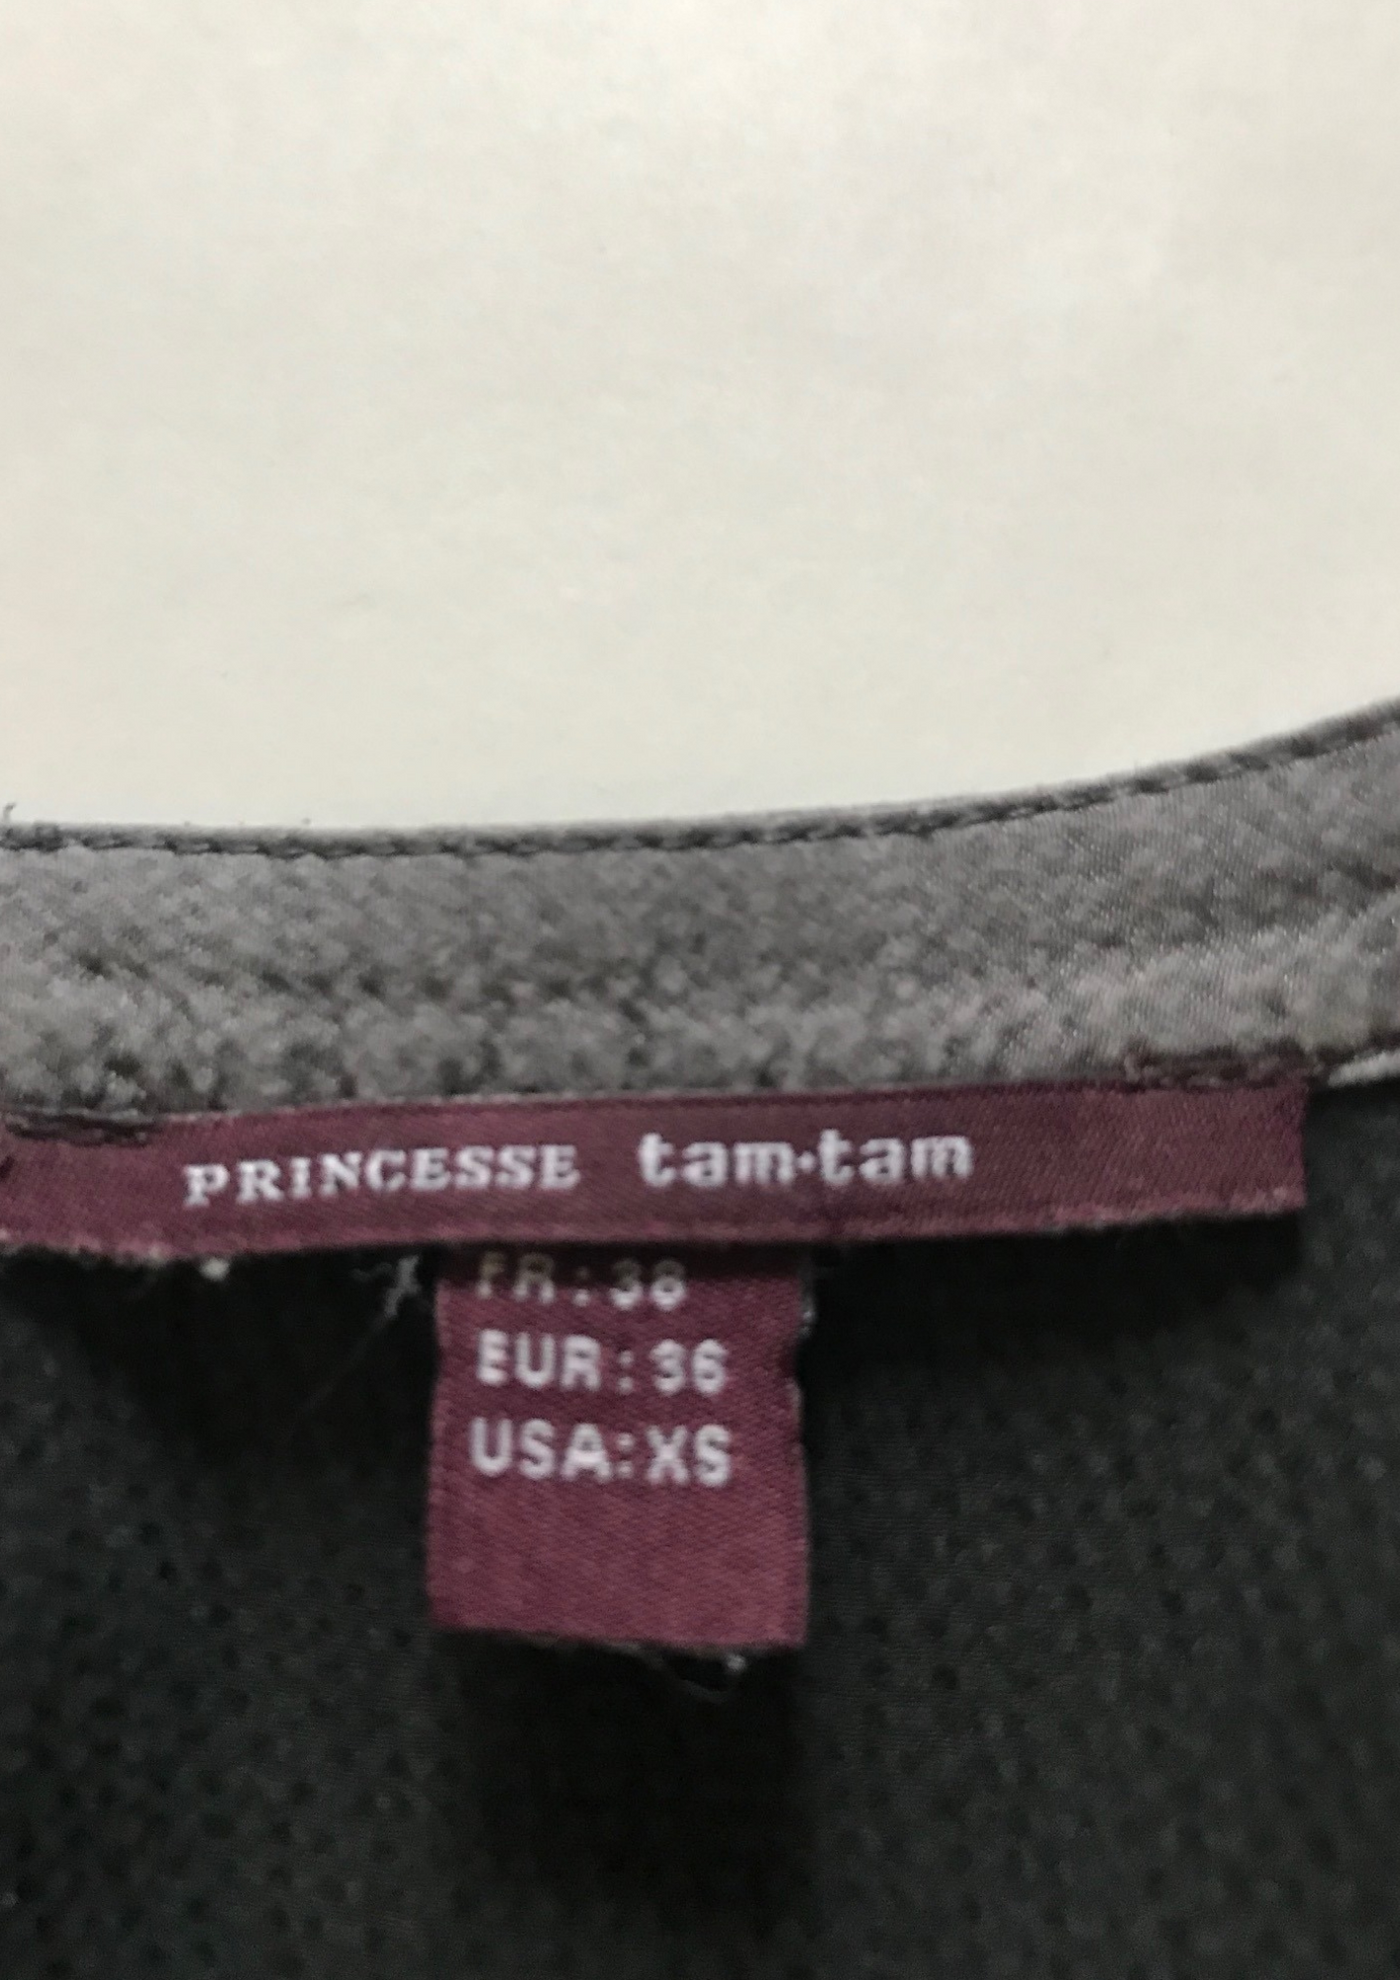 PRINCESSE tam•tam
FR: 38
EUR: 36
USA: XS